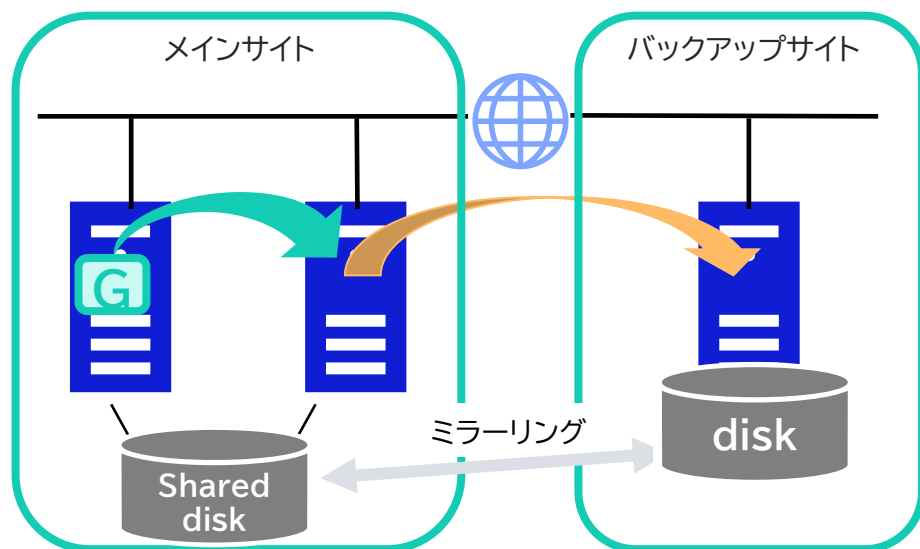 メインサイト
バックアップサイト
G
ミラーリング
disk
Shared
disk